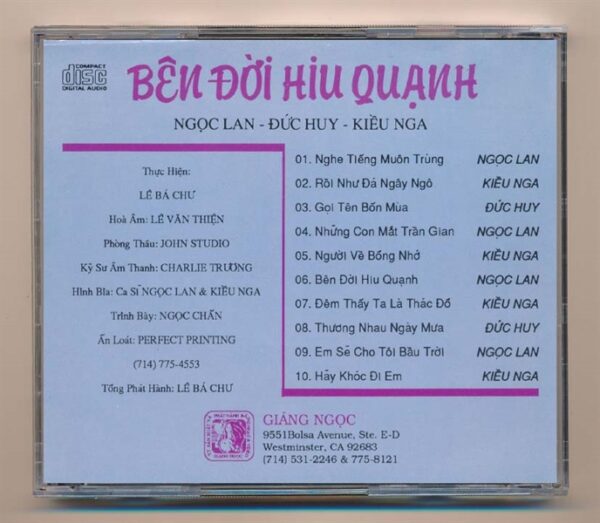 COMPACT
disc
DIGITAL AUDIO
BÊN ĐỜI HIU QUẠNH
NGỌC LAN - ĐỨC HUY - KIỀU NGA
Thực Hiện:
LÊ BÁ CHƯ
Hoà Âm: LÊ VĂN THIỆN
Phòng Thâu: JOHN STUDIO
Kỹ Sư Âm Thanh: CHARLIE TRƯƠNG
Hình Bìa: Ca Sĩ NGỌC LAN & KIỀU NGA
Trình Bày: NGỌC CHẤN
Ấn Loát: PERFECT PRINTING
(714) 775-4553
Tổng Phát Hành: LÊ BÁ CHƯ
01. Nghe Tiếng Muôn Trùng NGỌC LAN
02. Rồi Như Đá Ngây Ngô KIỀU NGA
03. Gọi Tên Bốn Mùa ĐỨC HUY
04. Những Con Mắt Trần Gian NGỌC LAN
05. Người Về Bổng Nhớ KIỀU NGA
06. Bên Đời Hiu Quạnh NGỌC LAN
07. Đêm Thấy Ta Là Thác Đổ KIỀU NGA
08. Thương Nhau Ngày Mưa ĐỨC HUY
09. Em Sẽ Cho Tôi Bầu Trời NGỌC LAN
10. Hãy Khóc Đi Em KIỀU NGA
GIÁNG NGỌC
9551Bolsa Avenue, Ste. E-D
Westminster, CA 92683
(714) 531-2246 & 775-8121